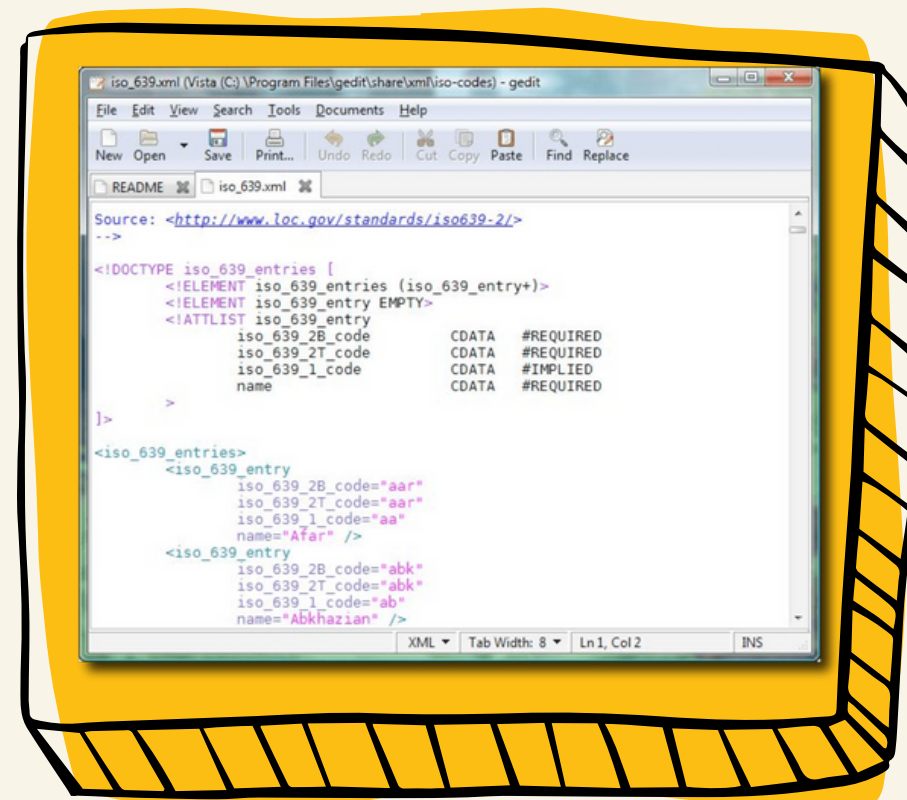 iso_639.xml (Vista (C:) \Program Files\gedit\share\xml\iso-codes) - gedit
File Edit View Search Tools Documents Help
New Open Save Print... Undo Redo Cut Copy Paste Find Replace
README iso_639.xml
Source: <http://www.loc.gov/standards/iso639-2/>
-->
<!DOCTYPE iso_639_entries [
<!ELEMENT iso_639_entries (iso_639_entry+)>
<!ELEMENT iso_639_entry EMPTY>
<!ATTLIST iso_639_entry
iso_639_2B_code CDATA #REQUIRED
iso_639_2T_code CDATA #REQUIRED
iso_639_1_code CDATA #IMPLIED
name CDATA #REQUIRED
>
]>
<iso_639_entries>
<iso_639_entry
iso_639_2B_code="aar"
iso_639_2T_code="aar"
iso_639_1_code="aa"
name="Afar" />
<iso_639_entry
iso_639_2B_code="abk"
iso_639_2T_code="abk"
iso_639_1_code="ab"
name="Abkhazian" />
XML Tab Width: 8 Ln 1, Col 2 INS